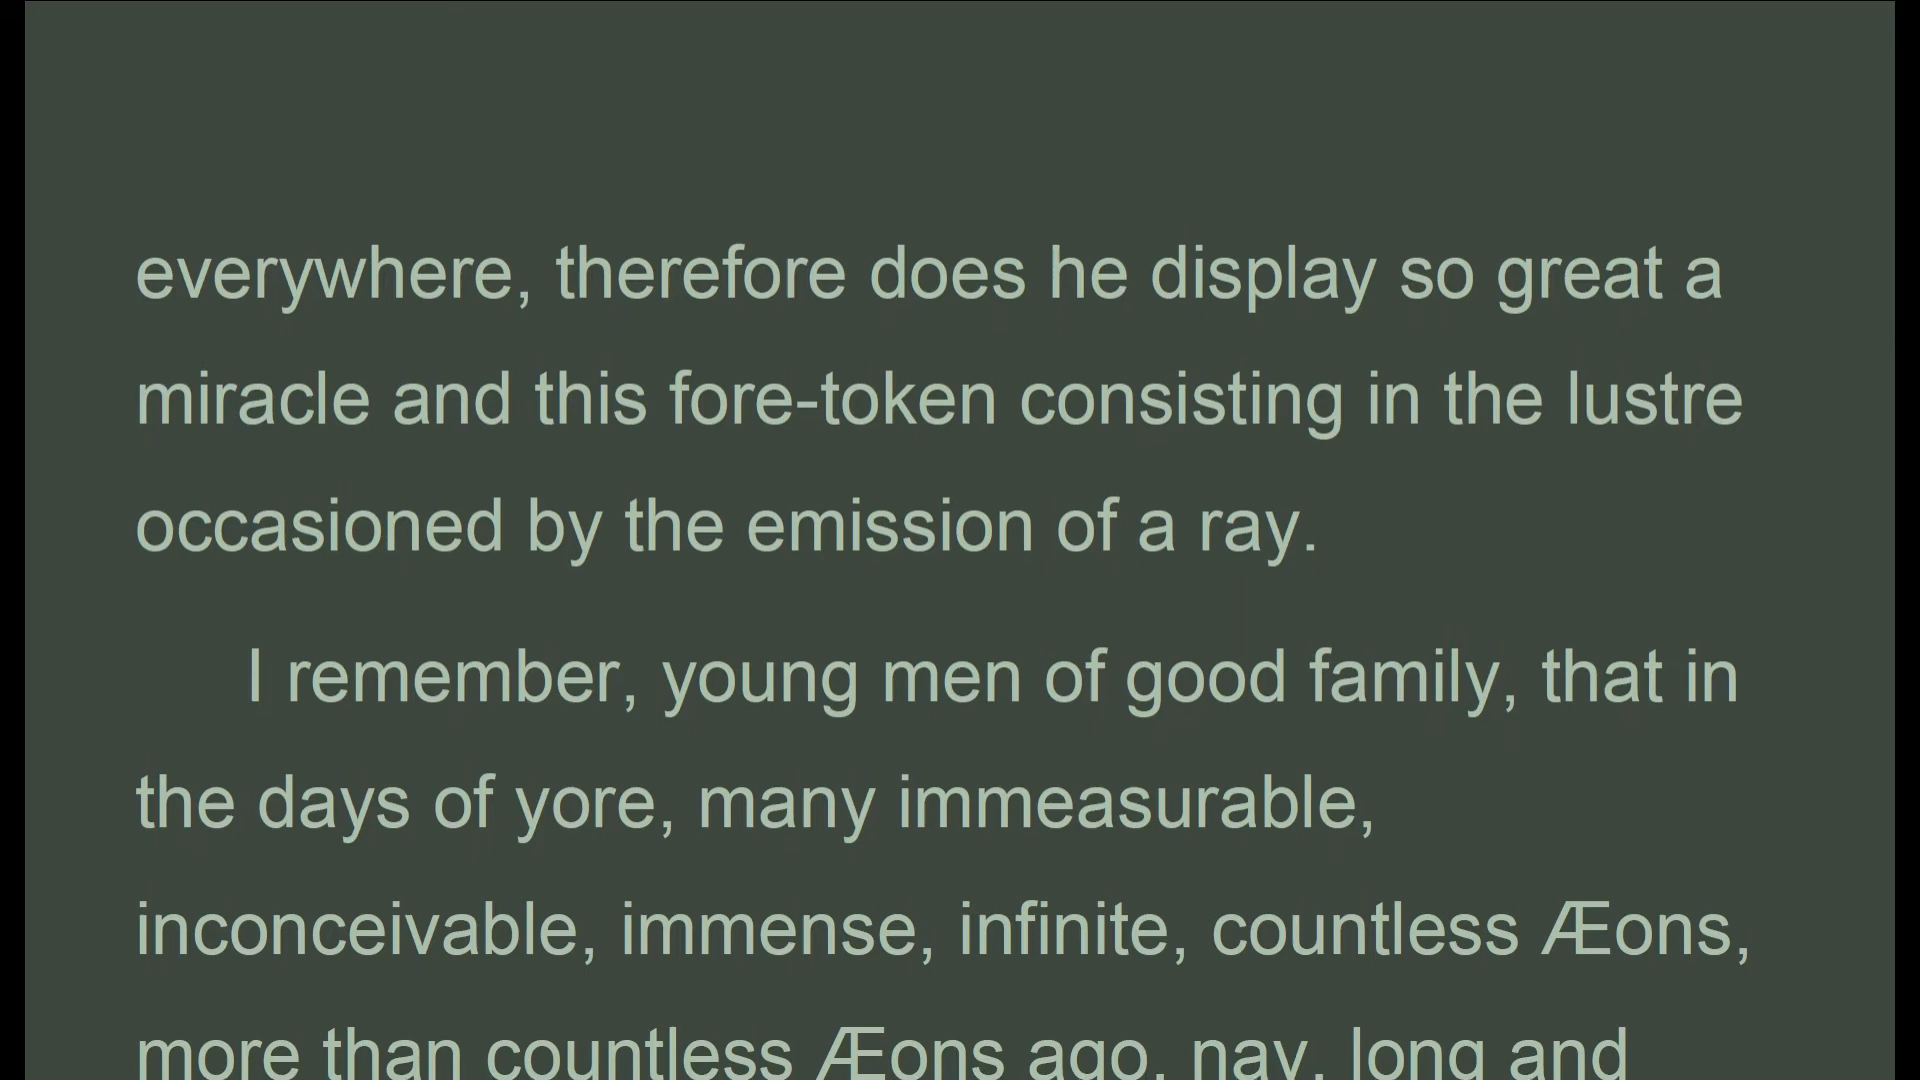 everywhere, therefore does he display so great a
miracle and this fore-token consisting in the lustre
occasioned by the emission of a ray.
I remember, young men of good family, that in
the days of yore, many immeasurable,
inconceivable, immense, infinite, countless Æons,
more than countless Æons ago, nay, long and